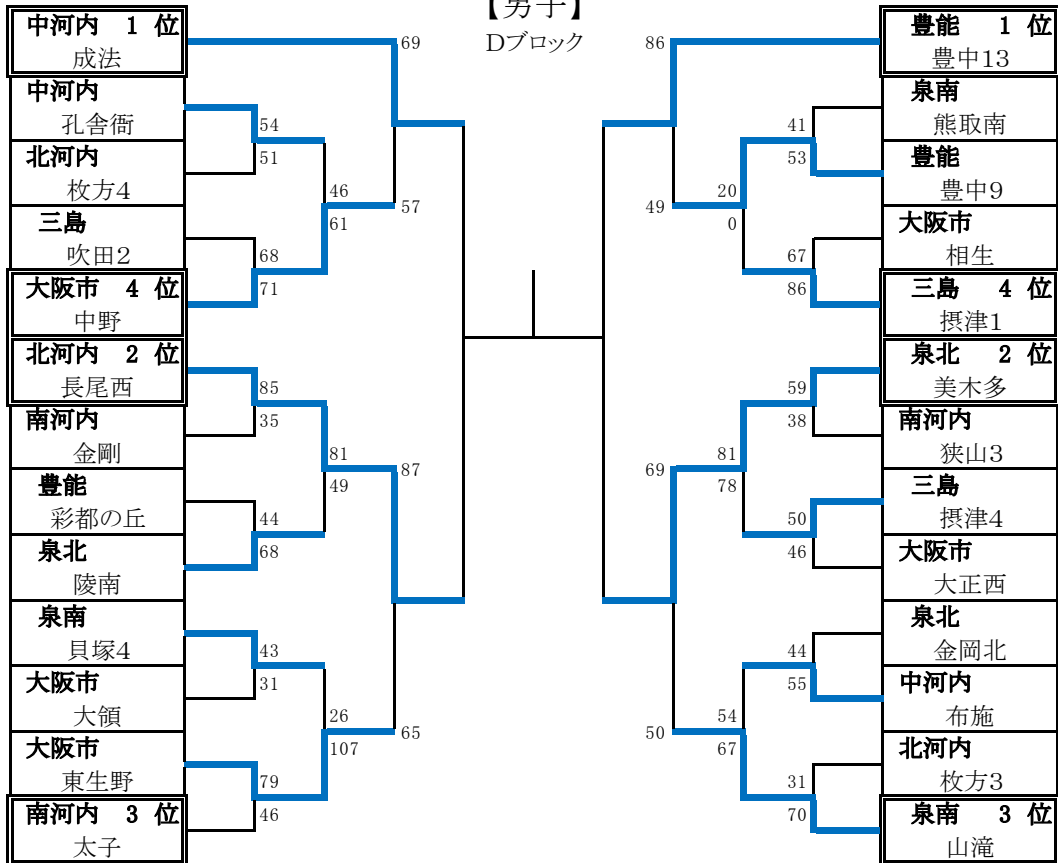 【男子】
Dブロック
中河内 1 位
成法
中河内
孔舎衙
北河内
枚方4
三島
吹田2
大阪市 4 位
中野
北河内 2 位
長尾西
南河内
金剛
豊能
彩都の丘
泉北
陵南
泉南
貝塚4
大阪市
大領
大阪市
東生野
南河内 3 位
太子
54
51
68
71
85
35
44
68
43
31
79
46
46
61
81
49
26
107
69
57
87
65
86
49
69
50
20
0
81
78
54
67
41
53
67
86
59
38
50
46
44
55
31
70
豊能 1 位
豊中13
泉南
熊取南
豊能
豊中9
大阪市
相生
三島 4 位
摂津1
泉北 2 位
美木多
南河内
狭山3
三島
摂津4
大阪市
大正西
泉北
金岡北
中河内
布施
北河内
枚方3
泉南 3 位
山滝